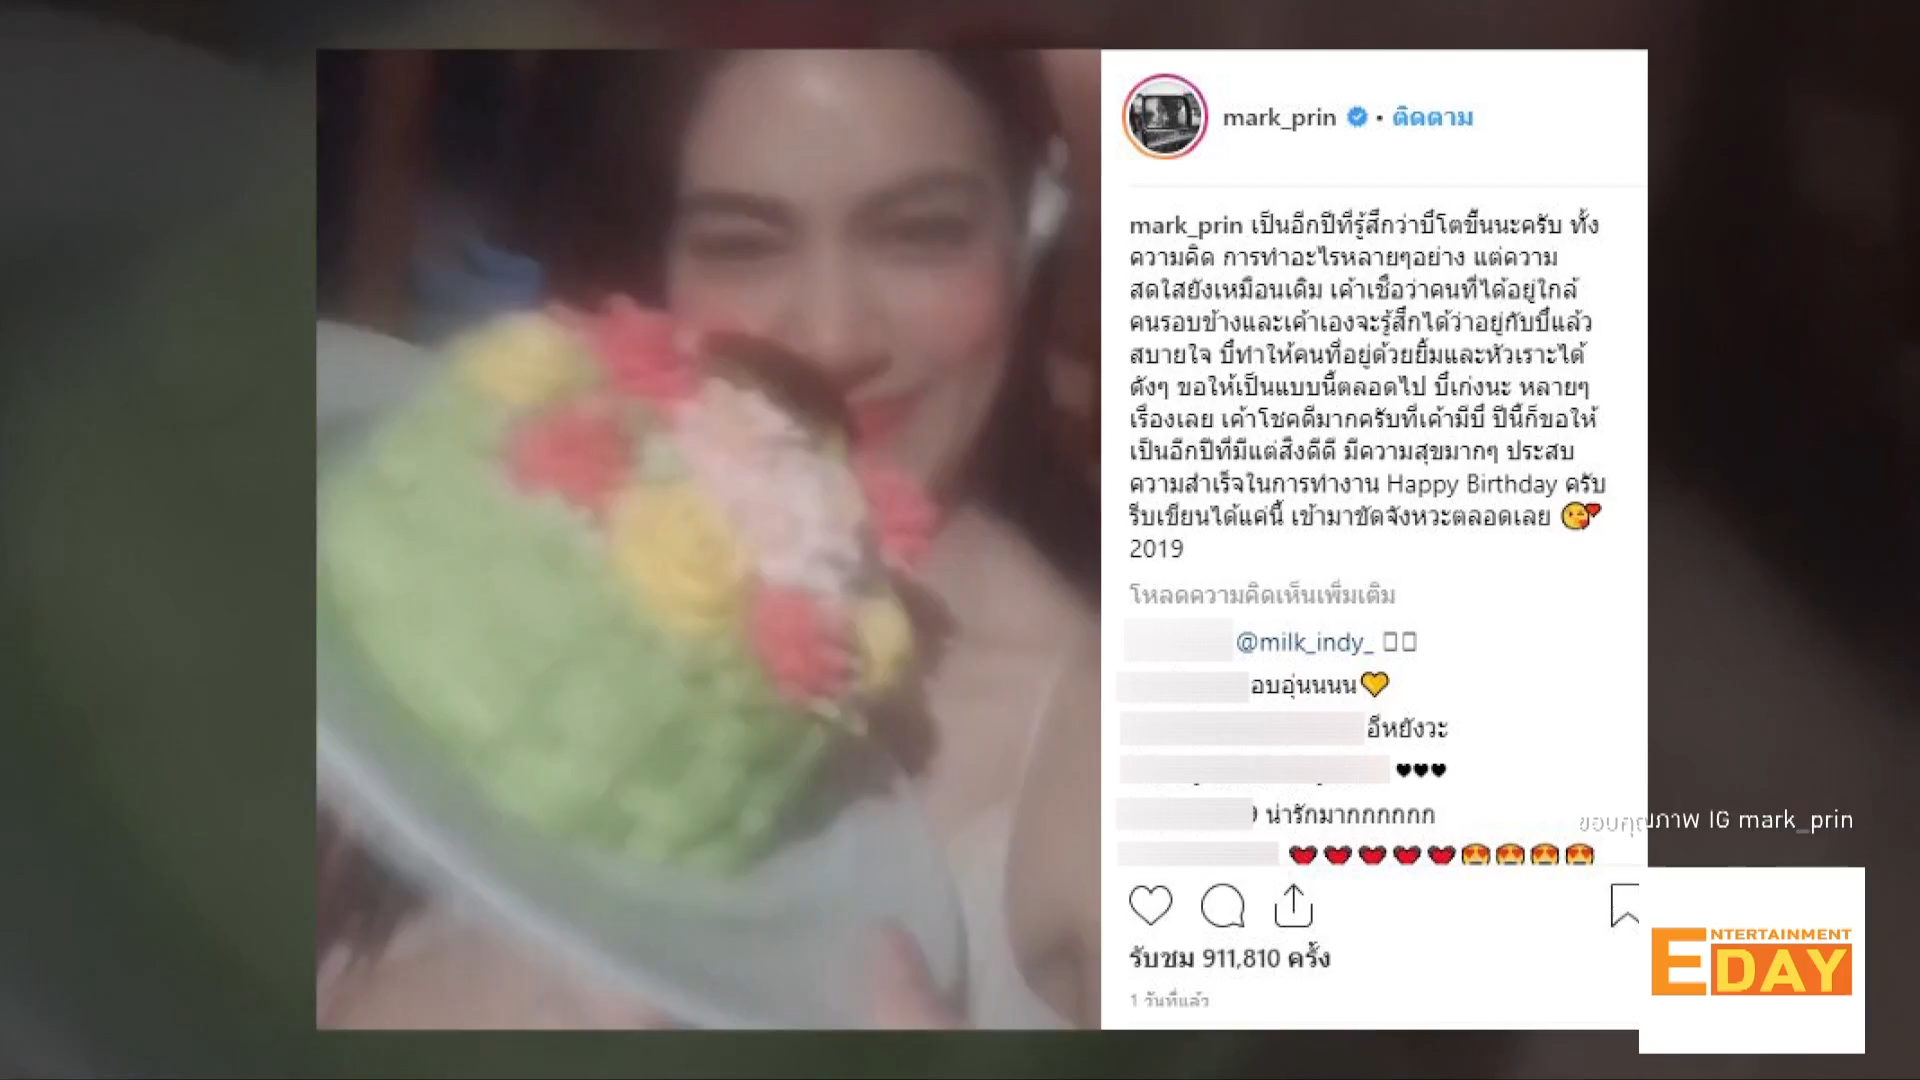 mark_prin • ติดตาม
mark_prin เป็นอีกปีที่รู้สึกว่าบี๋โตขึ้นนะครับ ทั้ง
ความคิด การทำอะไรหลายๆอย่าง แต่ความ
สดใสยังเหมือนเดิม เค้าเชื่อว่าคนที่ได้อยู่ใกล้
คนรอบข้างและเค้าเองจะรู้สึกได้ว่าอยู่กับบี๋แล้ว
สบายใจ บี๋ทำให้คนที่อยู่ด้วยยิ้มและหัวเราะได้
ดังๆ ขอให้เป็นแบบนี้ตลอดไป บี๋เก่งนะ หลายๆ
เรื่องเลย เค้าโชคดีมากครับที่เค้ามีบี๋ ปีนี้ก็ขอให้
เป็นอีกปีที่มีแต่สิ่งดีดี มีความสุขมากๆ ประสบ
ความสำเร็จในการทำงาน Happy Birthday ครับ
รีบเขียนได้แค่นี้ เข้ามาขัดจังหวะตลอดเลย 😘
2019
โหลดความคิดเห็นเพิ่มเติม
@milk_indy_
อบอุ่นนนน💛
อีหยังวะ
♥♥♥
น่ารักมากกกกกก
❤❤❤❤❤😍😍😍😍
รับชม 911,810 ครั้ง
1 วันที่แล้ว
ขอบคุณภาพ IG mark_prin
ENTERTAINMENT
DAY